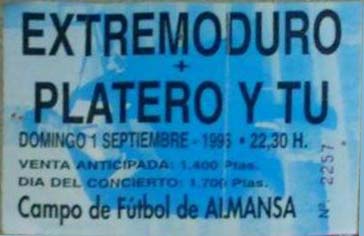 EXTREMODURO
+
PLATERO Y TU
DOMINGO 1 SEPTIEMBRE - 1996 • 22,30 H.
VENTA ANTICIPADA: 1.400 Ptas.
DIA DEL CONCIERTO: 1.700 Ptas.
Campo de Fútbol de ALMANSA
Nº 2257